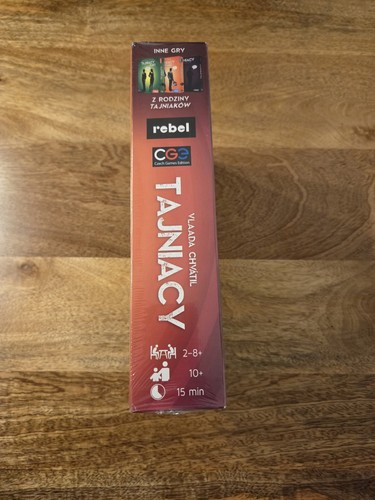 INNE GRY
Z RODZINY
TAJNIAKÓW
rebel
CGE
Czech Games Edition
VLAADA CHVÁTIL
TAJNIACY
2-8+
10+
15 min